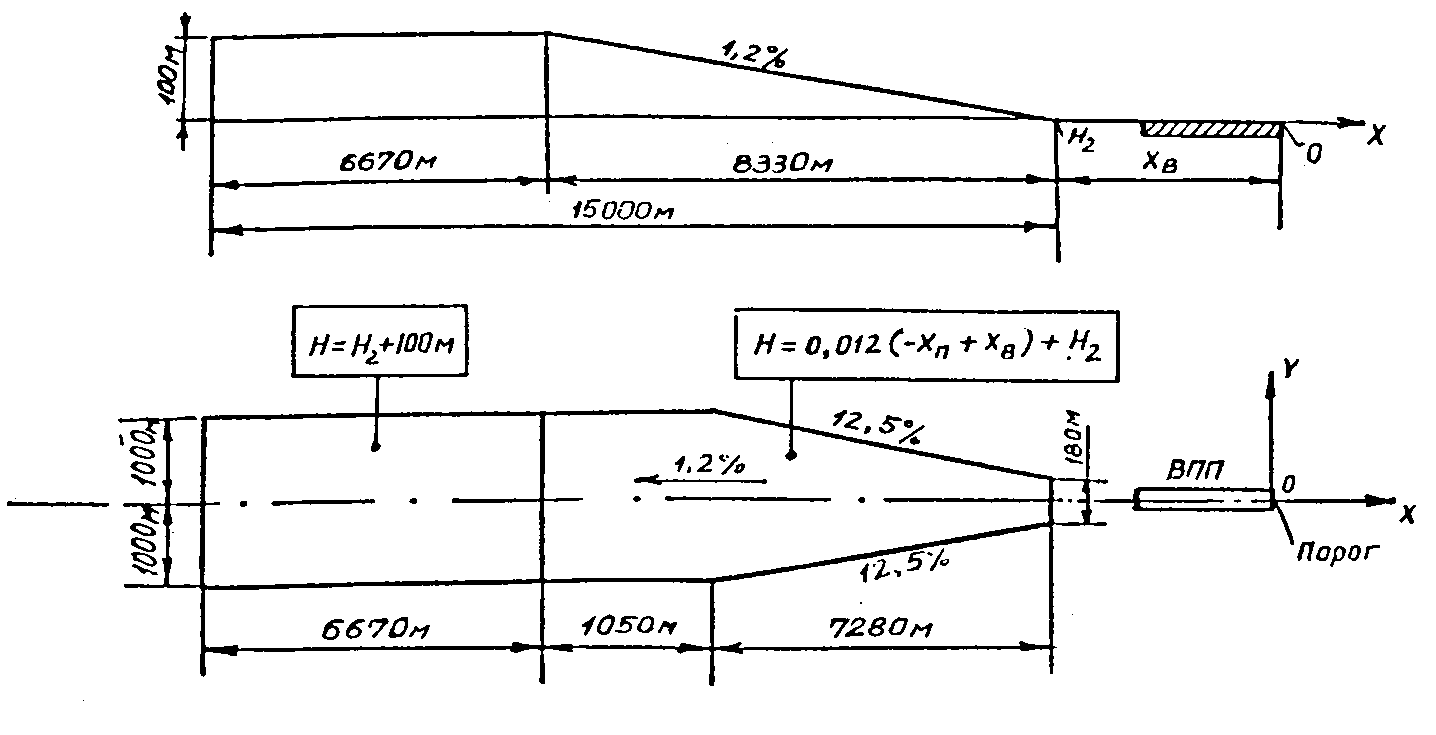 1,2%
100м
H₂
0
X
6670м
8330м
Xв
15000м
H=H₂+100м
H=0,012(-Xп+Xв)+H₂
Y
12,5%
180м
1000м
1,2%
ВПП
0
X
1000м
12,5%
Порог
6670м
1050м
7280м